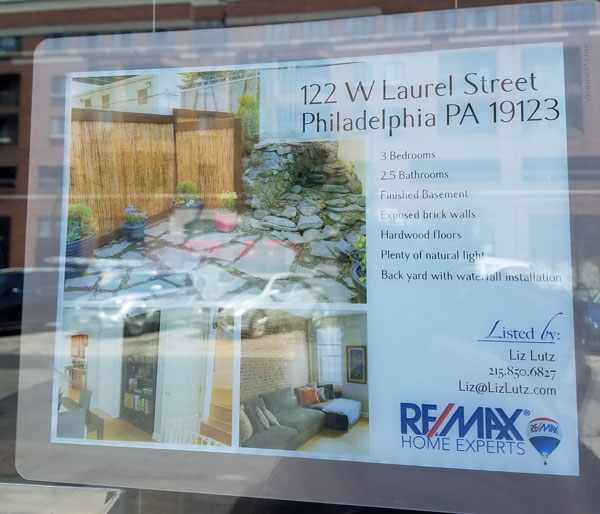 122 W Laurel Street
Philadelphia PA 19123
3 Bedrooms
2.5 Bathrooms
Finished Basement
Exposed brick walls
Hardwood floors
Plenty of natural light
Back yard with waterfall installation
Listed by:
Liz Lutz
215.850.6827
Liz@LizLutz.com
RE/MAX®
HOME EXPERTS
RE/MAX